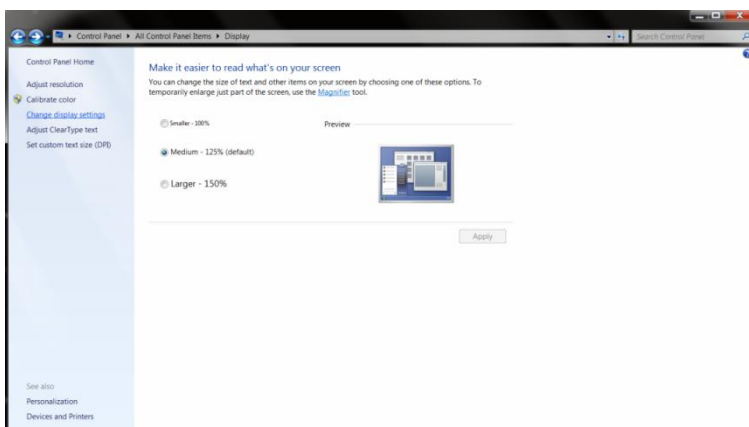 Control Panel ▸ All Control Panel Items ▸ Display
Search Control Panel
Control Panel Home
Adjust resolution
Calibrate color
Change display settings
Adjust ClearType text
Set custom text size (DPI)
Make it easier to read what's on your screen
You can change the size of text and other items on your screen by choosing one of these options. To
temporarily enlarge just part of the screen, use the Magnifier tool.
Smaller - 100%
Preview
Medium - 125% (default)
Larger - 150%
Apply
See also
Personalization
Devices and Printers